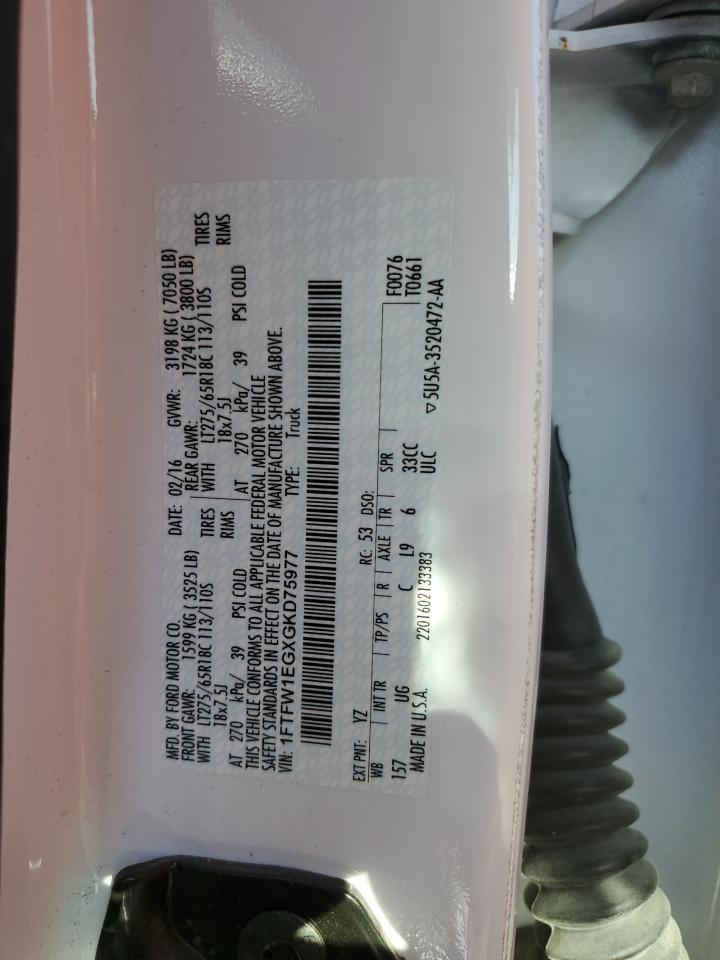 MFD. BY FORD MOTOR CO. DATE: 02/16 GVWR: 3198 KG ( 7050 LB)
FRONT GAWR: 1599 KG ( 3525 LB) REAR GAWR: 1724 KG ( 3800 LB)
WITH LT275/65R18C 113/110S TIRES WITH LT275/65R18C 113/110S TIRES
18x7.5J RIMS 18x7.5J RIMS
AT 270 kPa/ 39 PSI COLD AT 270 kPa/ 39 PSI COLD
THIS VEHICLE CONFORMS TO ALL APPLICABLE FEDERAL MOTOR VEHICLE
SAFETY STANDARDS IN EFFECT ON THE DATE OF MANUFACTURE SHOWN ABOVE.
VIN: 1FTFW1EGXGKD75977 TYPE: Truck
EXT PNT: YZ RC: 53 DSO: F0076
WB INT TR TP/PS R AXLE TR SPR T0661
157 UG C L9 6 33CC
MADE IN U.S.A. 2201602133383 ULC ▽5U5A-3520472-AA